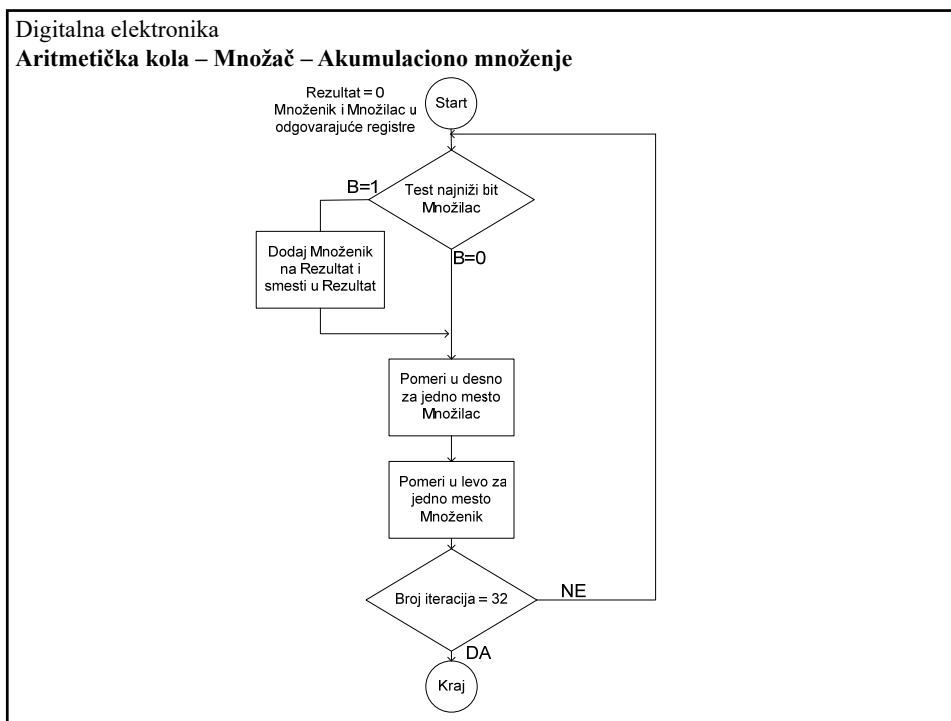 Digitalna elektronika
Aritmetička kola – Množač – Akumulaciono množenje
Rezultat = 0
Množenik i Množilac u
odgovarajuće registre
Start
Test najniži bit
Množilac
B=1
B=0
Dodaj Množenik
na Rezultat i
smesti u Rezultat
Pomeri u desno
za jedno mesto
Množilac
Pomeri u levo za
jedno mesto
Množenik
Broj iteracija = 32
NE
DA
Kraj